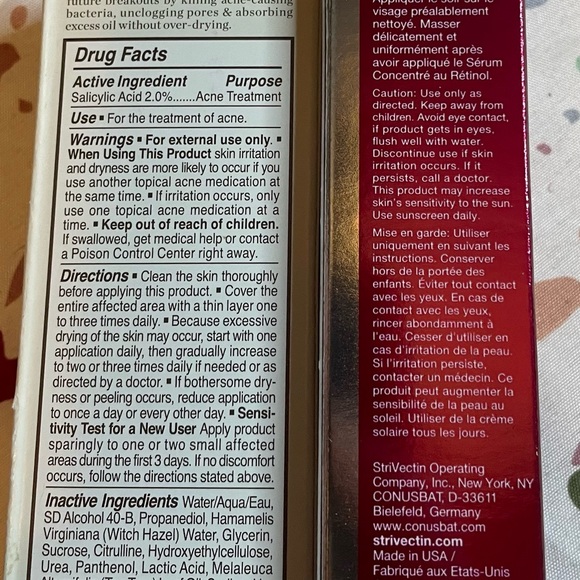 future breakouts by killing acne-causing
bacteria, unclogging pores & absorbing
excess oil without over-drying.
Drug Facts
Active Ingredient Purpose
Salicylic Acid 2.0%.......Acne Treatment
Use ▪ For the treatment of acne.
Warnings ▪ For external use only. ▪
When Using This Product skin irritation
and dryness are more likely to occur if you
use another topical acne medication at
the same time. ▪ If irritation occurs, only
use one topical acne medication at a
time. ▪ Keep out of reach of children.
If swallowed, get medical help or contact
a Poison Control Center right away.
Directions ▪ Clean the skin thoroughly
before applying this product. ▪ Cover the
entire affected area with a thin layer one
to three times daily. ▪ Because excessive
drying of the skin may occur, start with one
application daily, then gradually increase
to two or three times daily if needed or as
directed by a doctor. ▪ If bothersome dry-
ness or peeling occurs, reduce application
to once a day or every other day. ▪ Sensi-
tivity Test for a New User Apply product
sparingly to one or two small affected
areas during the first 3 days. If no discomfort
occurs, follow the directions stated above.
Inactive Ingredients Water/Aqua/Eau,
SD Alcohol 40-B, Propanediol, Hamamelis
Virginiana (Witch Hazel) Water, Glycerin,
Sucrose, Citrulline, Hydroxyethylcellulose,
Urea, Panthenol, Lactic Acid, Melaleuca
Appliquer le soir sur le
visage préalablement
nettoyé. Masser
délicatement et
uniformément après
avoir appliqué le Sérum
Concentré au Rétinol.
Caution: Use only as
directed. Keep away from
children. Avoid eye contact,
if product gets in eyes,
flush well with water.
Discontinue use if skin
irritation occurs. If it
persists, call a doctor.
This product may increase
skin's sensitivity to the sun.
Use sunscreen daily.
Mise en garde: Utiliser
uniquement en suivant les
instructions. Conserver
hors de la portée des
enfants. Éviter tout contact
avec les yeux. En cas de
contact avec les yeux,
rincer abondamment à
l'eau. Cesser d'utiliser en
cas d'irritation de la peau.
Si l'irritation persiste,
contacter un médecin. Ce
produit peut augmenter la
sensibilité de la peau au
soleil. Utiliser de la crème
solaire tous les jours.
StriVectin Operating
Company, Inc., New York, NY
CONUSBAT, D-33611
Bielefeld, Germany
www.conusbat.com
strivectin.com
Made in USA /
Fabriqué aux Etats-Unis